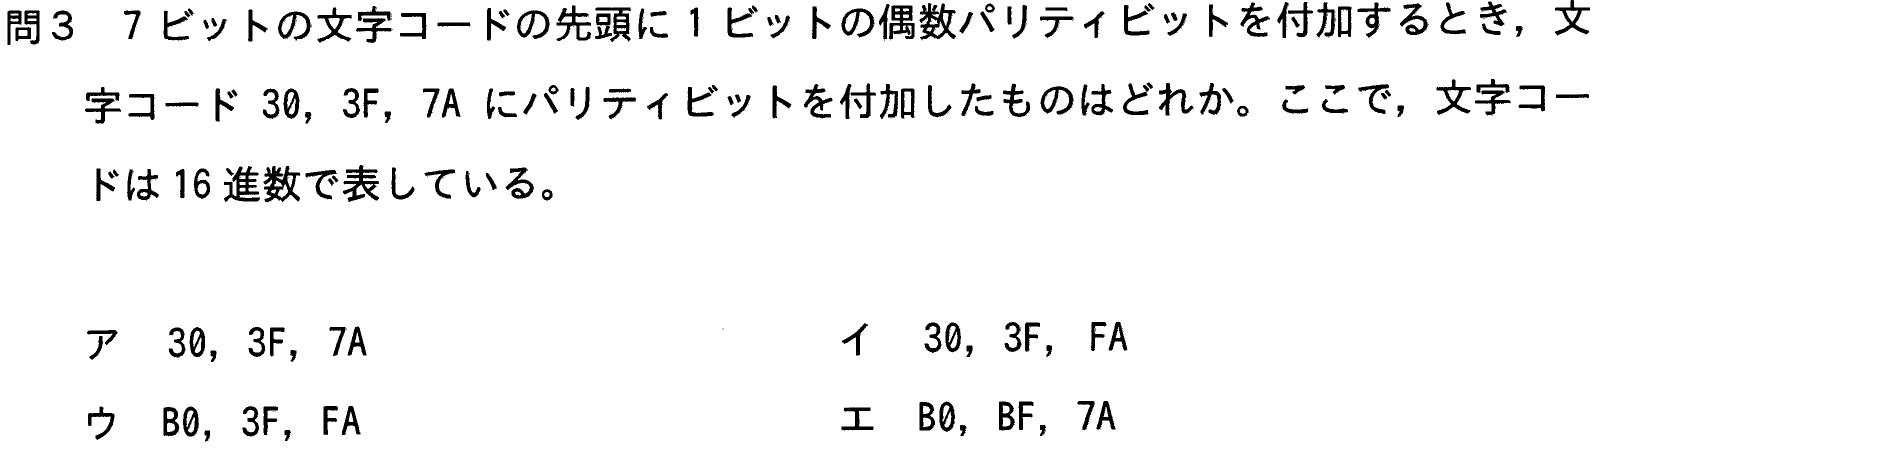 問3 7ビットの文字コードの先頭に1ビットの偶数パリティビットを付加するとき，文
字コード 30, 3F, 7A にパリティビットを付加したものはどれか。ここで，文字コー
ドは16進数で表している。
ア 30, 3F, 7A イ 30, 3F, FA
ウ B0, 3F, FA エ B0, BF, 7A